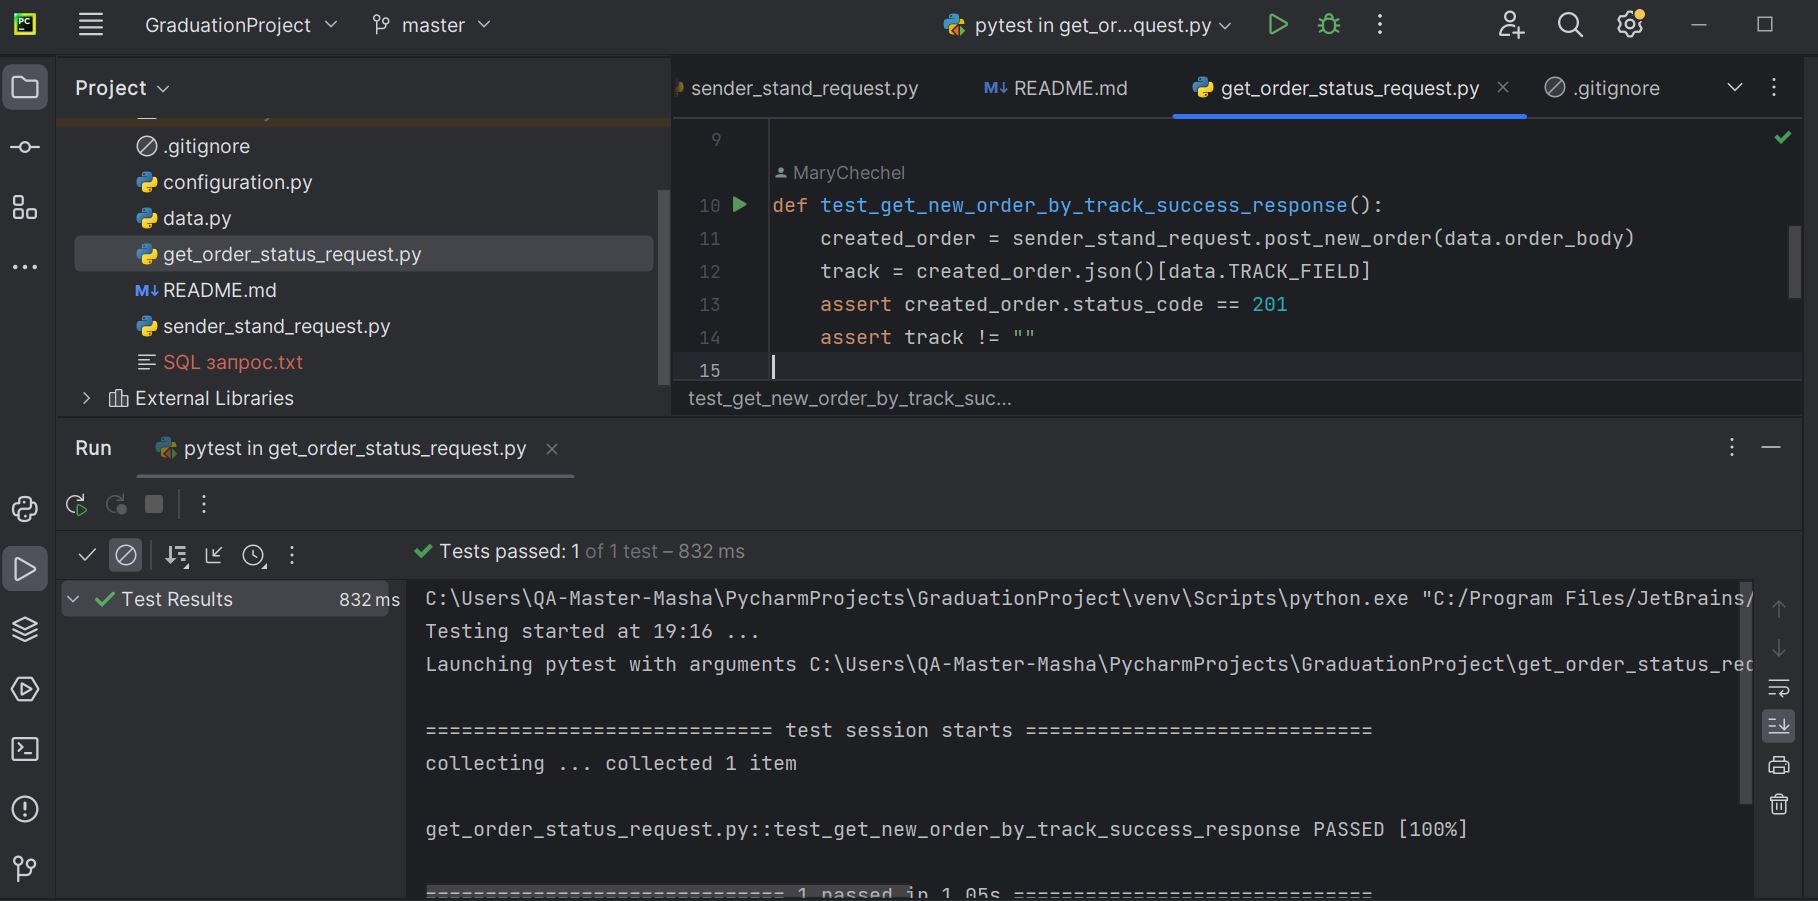 PC GraduationProject master pytest in get_or...quest.py
Project
.gitignore
configuration.py
data.py
get_order_status_request.py
M↓ README.md
sender_stand_request.py
SQL запрос.txt
External Libraries
sender_stand_request.py M↓ README.md get_order_status_request.py .gitignore
9
MaryChechel
10 def test_get_new_order_by_track_success_response():
11 created_order = sender_stand_request.post_new_order(data.order_body)
12 track = created_order.json()[data.TRACK_FIELD]
13 assert created_order.status_code == 201
14 assert track != ""
15
test_get_new_order_by_track_suc...
Run pytest in get_order_status_request.py
Tests passed: 1 of 1 test – 832 ms
Test Results 832 ms
C:\Users\QA-Master-Masha\PycharmProjects\GraduationProject\venv\Scripts\python.exe "C:/Program Files/JetBrains/
Testing started at 19:16 ...
Launching pytest with arguments C:\Users\QA-Master-Masha\PycharmProjects\GraduationProject\get_order_status_rec
============================= test session starts =============================
collecting ... collected 1 item
get_order_status_request.py::test_get_new_order_by_track_success_response PASSED [100%]
============================== 1 passed in 1.05s ==============================